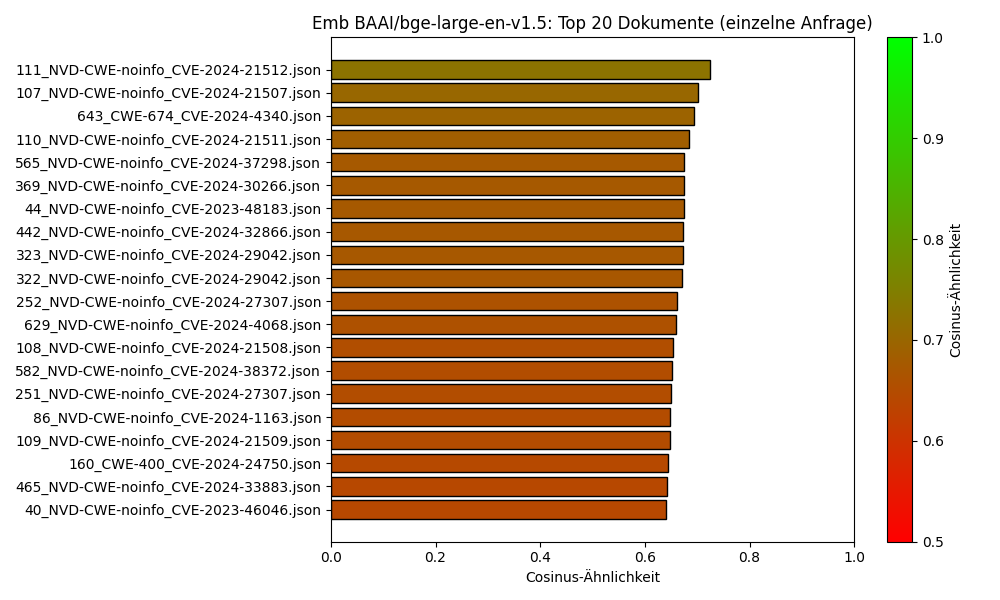 Emb BAAI/bge-large-en-v1.5: Top 20 Dokumente (einzelne Anfrage)
111_NVD-CWE-noinfo_CVE-2024-21512.json
107_NVD-CWE-noinfo_CVE-2024-21507.json
643_CWE-674_CVE-2024-4340.json
110_NVD-CWE-noinfo_CVE-2024-21511.json
565_NVD-CWE-noinfo_CVE-2024-37298.json
369_NVD-CWE-noinfo_CVE-2024-30266.json
44_NVD-CWE-noinfo_CVE-2023-48183.json
442_NVD-CWE-noinfo_CVE-2024-32866.json
323_NVD-CWE-noinfo_CVE-2024-29042.json
322_NVD-CWE-noinfo_CVE-2024-29042.json
252_NVD-CWE-noinfo_CVE-2024-27307.json
629_NVD-CWE-noinfo_CVE-2024-4068.json
108_NVD-CWE-noinfo_CVE-2024-21508.json
582_NVD-CWE-noinfo_CVE-2024-38372.json
251_NVD-CWE-noinfo_CVE-2024-27307.json
86_NVD-CWE-noinfo_CVE-2024-1163.json
109_NVD-CWE-noinfo_CVE-2024-21509.json
160_CWE-400_CVE-2024-24750.json
465_NVD-CWE-noinfo_CVE-2024-33883.json
40_NVD-CWE-noinfo_CVE-2023-46046.json
0.0 0.2 0.4 0.6 0.8 1.0
Cosinus-Ähnlichkeit
1.0
0.9
0.8
0.7
0.6
0.5
Cosinus-Ähnlichkeit